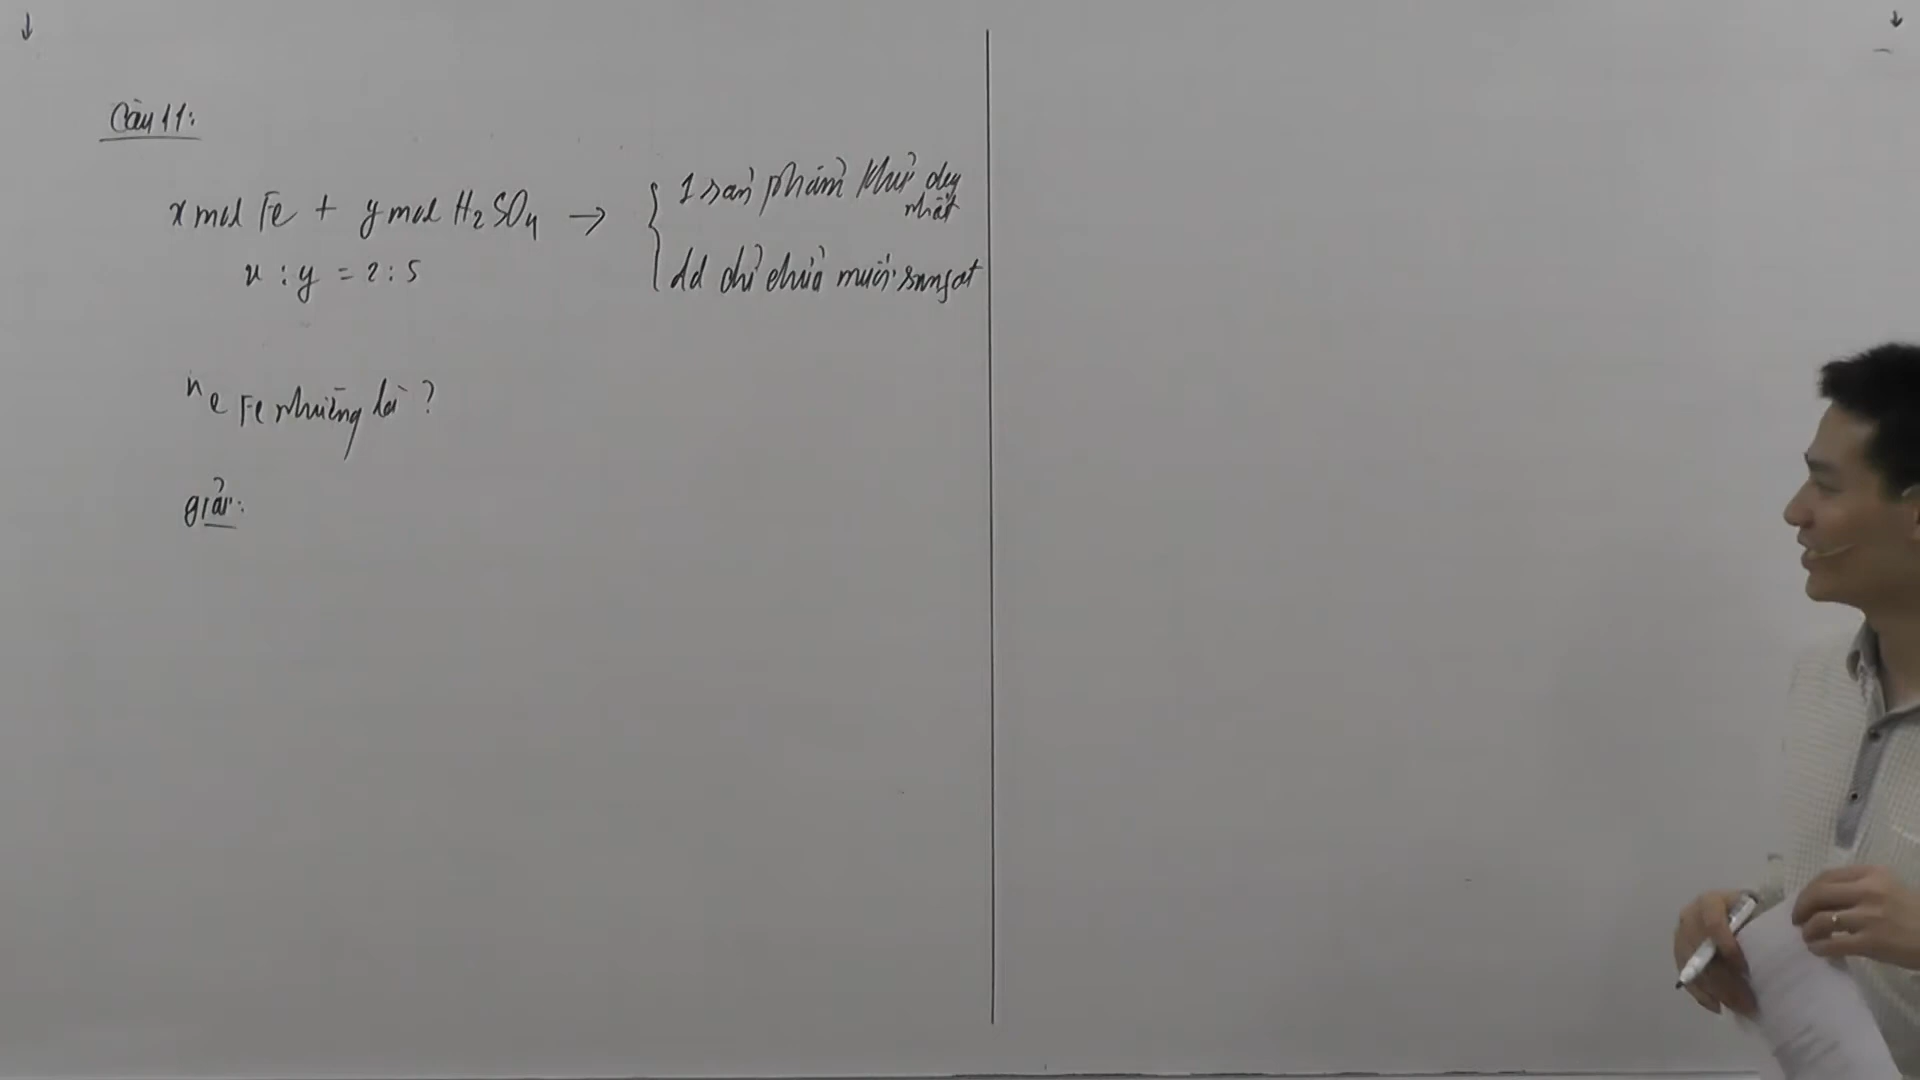 Câu 11:
x mol Fe + y mol H2SO4 → { 1 sản phẩm khử duy nhất
dd chỉ chứa muối sunfat
x : y = 2 : 5
n e Fe nhường là ?
giải: